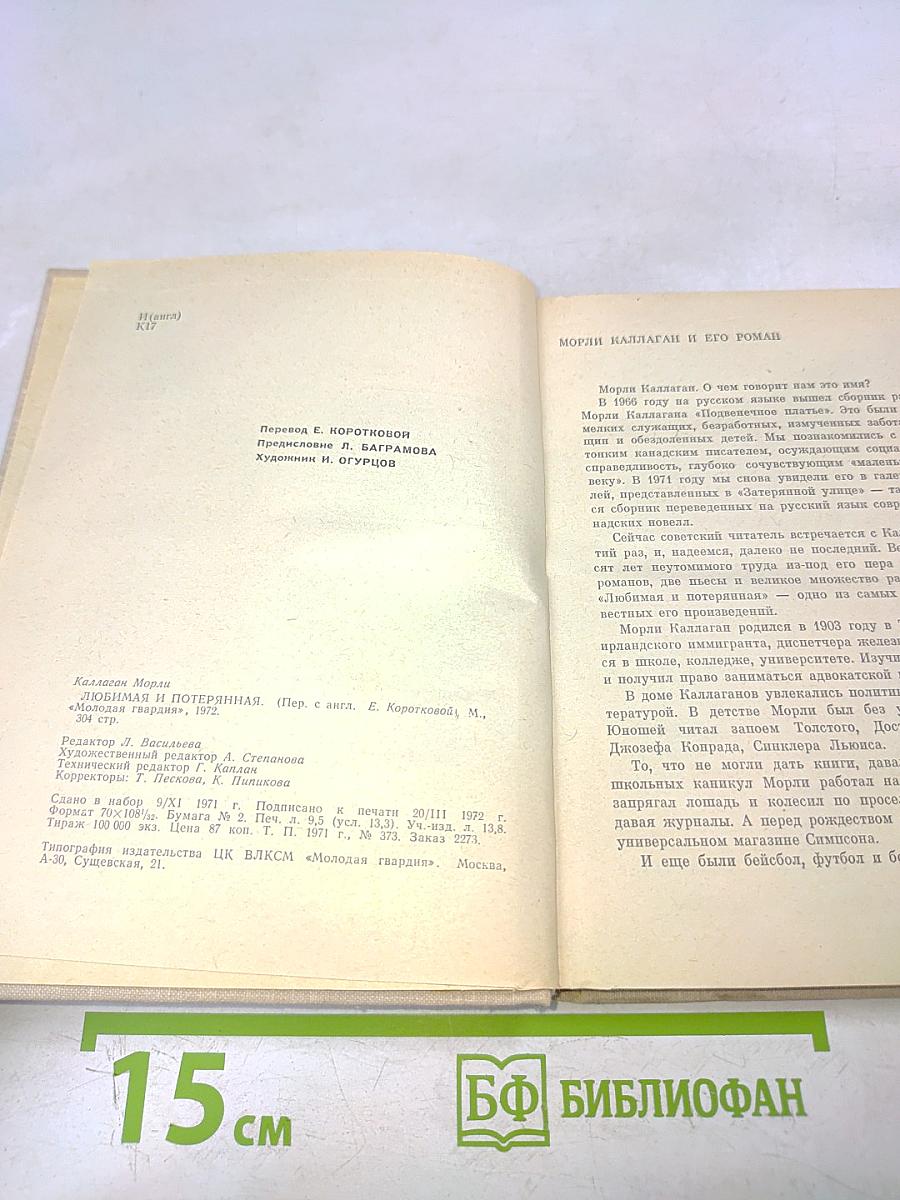 И(англ)
К17
Перевод Е. КОРОТКОВОЙ
Предисловие Л. БАГРАМОВА
Художник И. ОГУРЦОВ
Каллаган Морли
ЛЮБИМАЯ И ПОТЕРЯННАЯ. (Пер. с англ. Е. Коротковой), М.,
«Молодая гвардия», 1972.
304 стр.
Редактор Л. Васильева
Художественный редактор А. Степанова
Технический редактор Г. Каплан
Корректоры: Т. Пескова, К. Пипикова
Сдано в набор 9/XI 1971 г. Подписано к печати 20/III 1972 г.
Формат 70×108¹/₃₂. Бумага № 2. Печ. л. 9,5 (усл. 13,3). Уч.-изд. л. 13,8.
Тираж 100 000 экз. Цена 87 коп. Т. П. 1971 г., № 373. Заказ 2273.
Типография издательства ЦК ВЛКСМ «Молодая гвардия». Москва,
А-30, Сущевская, 21.
МОРЛИ КАЛЛАГАН И ЕГО РОМАН
Морли Каллаган. О чем говорит нам это имя?
В 1966 году на русском языке вышел сборник ра
Морли Каллагана «Подвенечное платье». Это были
мелких служащих, безработных, измученных забота
щин и обездоленных детей. Мы познакомились с
тонким канадским писателем, осуждающим социа
справедливость, глубоко сочувствующим «малень
веку». В 1971 году мы снова увидели его в гале
лей, представленных в «Затерянной улице» — та
ся сборник переведенных на русский язык совр
надских новелл.
Сейчас советский читатель встречается с Ка
тий раз, и, надеемся, далеко не последний. Ве
сят лет неутомимого труда из-под его пера
романов, две пьесы и великое множество ра
«Любимая и потерянная» — одно из самых
вестных его произведений.
Морли Каллаган родился в 1903 году в Т
ирландского иммигранта, диспетчера желез
ся в школе, колледже, университете. Изучи
и получил право заниматься адвокатской п
В доме Каллаганов увлекались политик
тературой. В детстве Морли был без у
Юношей читал запоем Толстого, Дост
Джозефа Конрада, Синклера Льюиса.
То, что не могли дать книги, дава
школьных каникул Морли работал на
запрягал лошадь и колесил по просе
давая журналы. А перед рождеством
универсальном магазине Симпсона.
И еще были бейсбол, футбол и бо
15 см
БФ БИБЛИОФАН